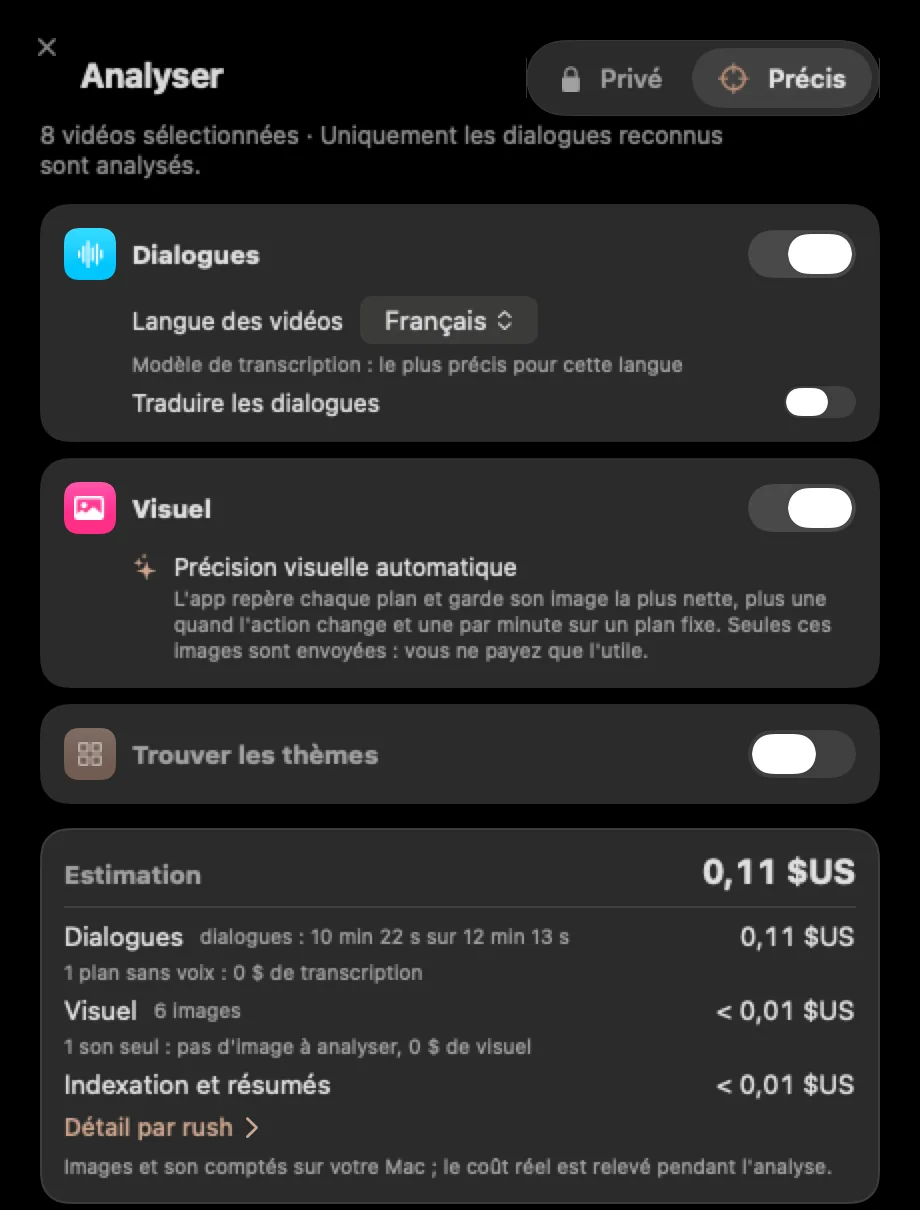 Analyser
Privé
Précis
8 vidéos sélectionnées · Uniquement les dialogues reconnus
sont analysés.
Dialogues
Langue des vidéos Français
Modèle de transcription : le plus précis pour cette langue
Traduire les dialogues
Visuel
Précision visuelle automatique
L'app repère chaque plan et garde son image la plus nette, plus une
quand l'action change et une par minute sur un plan fixe. Seules ces
images sont envoyées : vous ne payez que l'utile.
Trouver les thèmes
Estimation 0,11 $US
Dialogues dialogues : 10 min 22 s sur 12 min 13 s 0,11 $US
1 plan sans voix : 0 $ de transcription
Visuel 6 images < 0,01 $US
1 son seul : pas d'image à analyser, 0 $ de visuel
Indexation et résumés < 0,01 $US
Détail par rush
Images et son comptés sur votre Mac ; le coût réel est relevé pendant l'analyse.